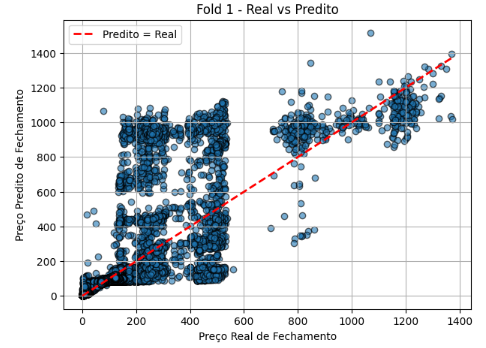 Fold 1 - Real vs Predito
Predito = Real
Preço Predito de Fechamento
1400
1200
1000
800
600
400
200
0
0 200 400 600 800 1000 1200 1400
Preço Real de Fechamento